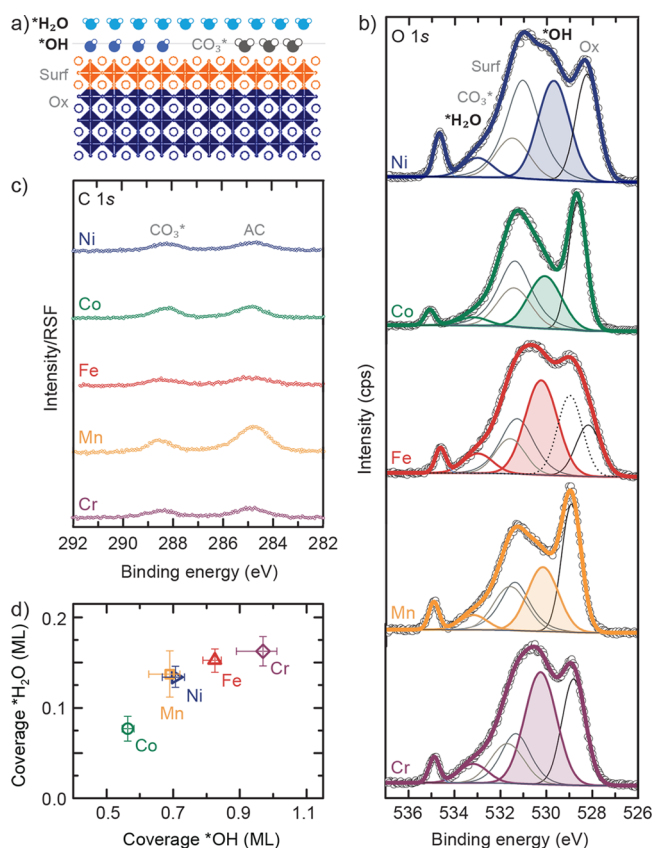 a)
*H₂O
*OH
CO₃*
Surf
Ox
b)
O 1s
*OH
Ox
Surf
CO₃*
*H₂O
Ni
Co
Fe
Mn
Cr
Intensity (cps)
536 534 532 530 528 526
Binding energy (eV)
c)
C 1s
CO₃*
AC
Ni
Co
Fe
Mn
Cr
Intensity/RSF
292 290 288 286 284 282
Binding energy (eV)
d)
0.2
0.1
0.0
Coverage *H₂O (ML)
Co
Mn
Ni
Fe
Cr
0.5 0.7 0.9 1.1
Coverage *OH (ML)